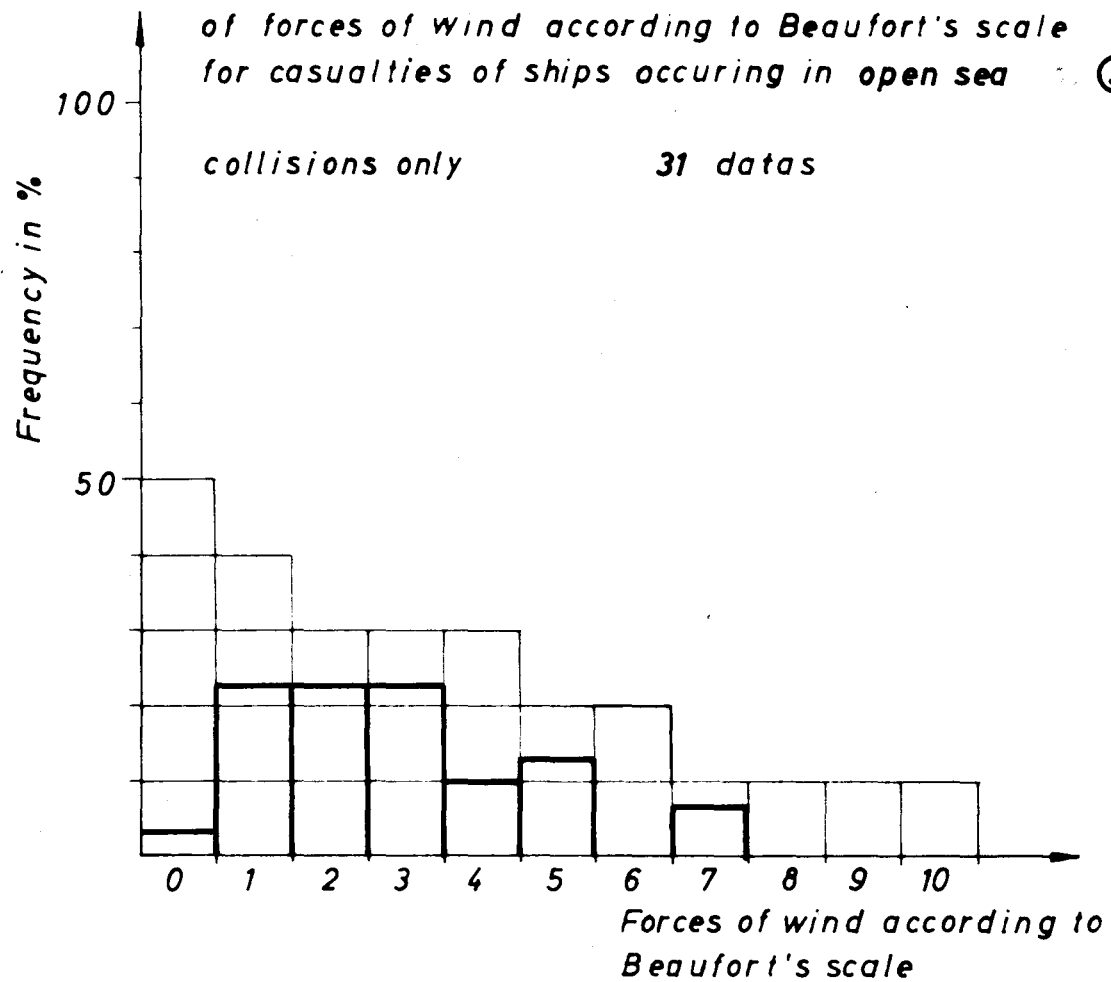 of forces of wind according to Beaufort's scale
for casualties of ships occuring in open sea
100
collisions only 31 datas
Frequency in %
50
0 1 2 3 4 5 6 7 8 9 10
Forces of wind according to
Beaufort's scale